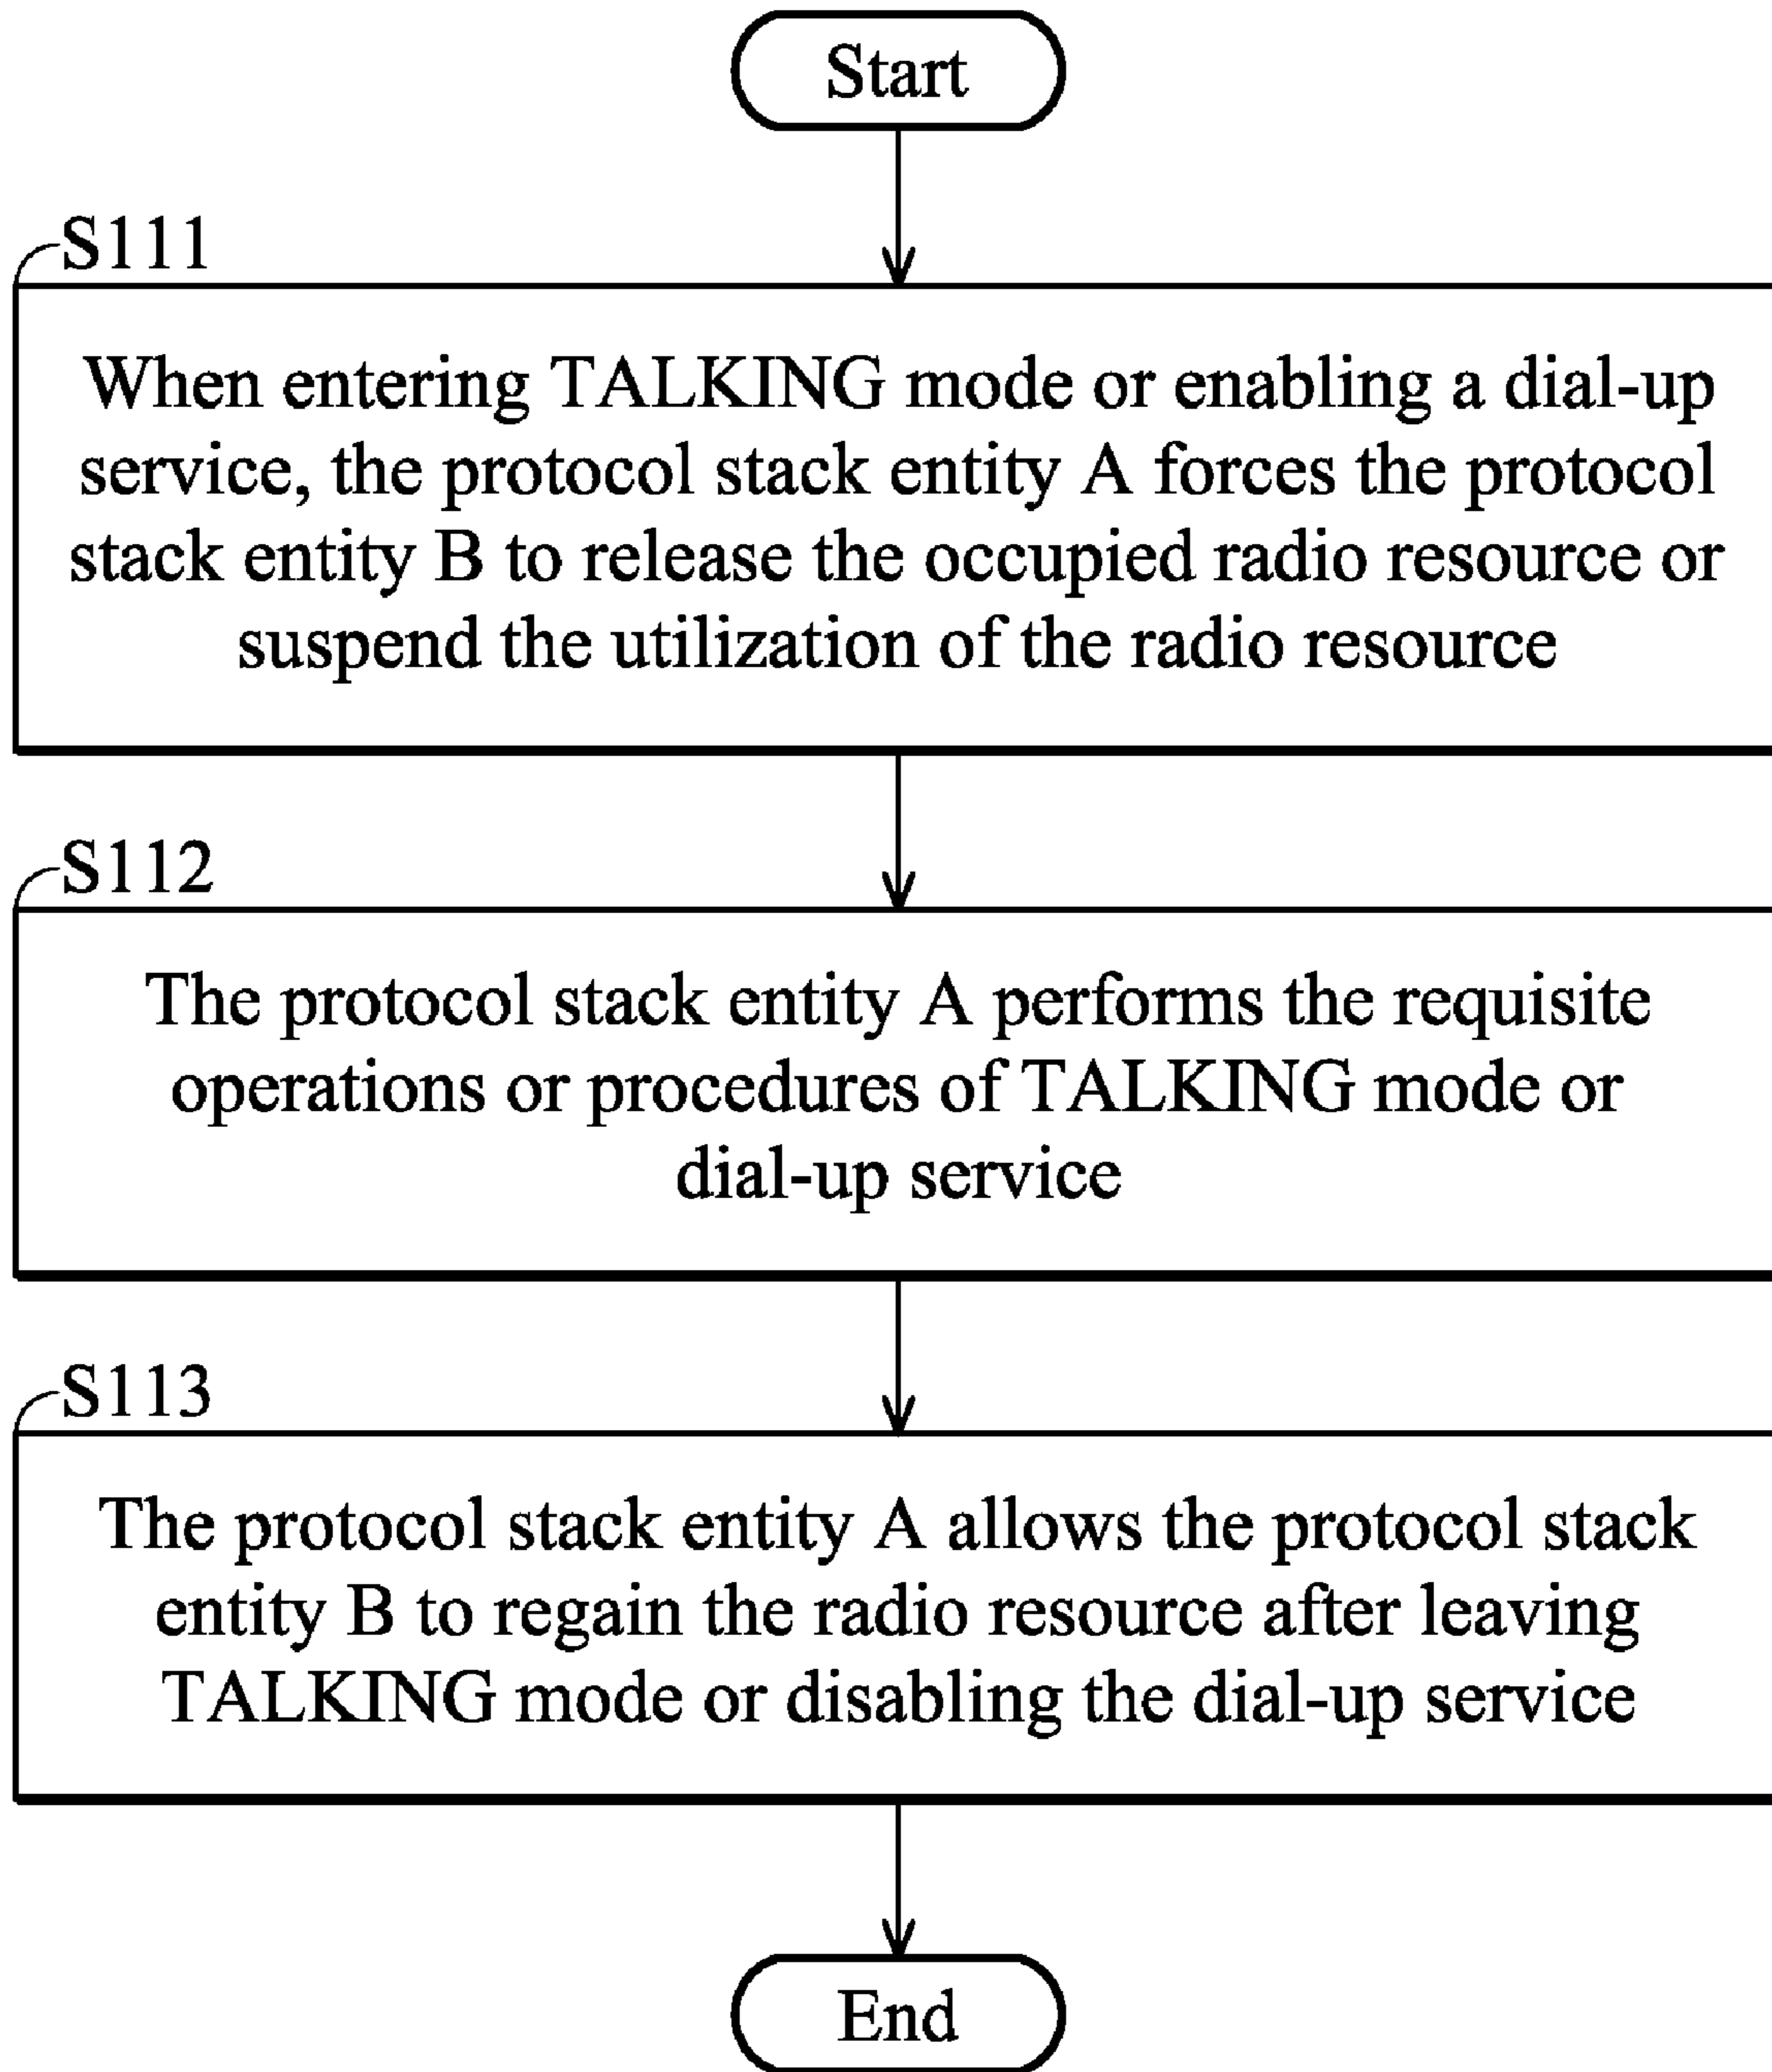 Start
S111
When entering TALKING mode or enabling a dial-up
service, the protocol stack entity A forces the protocol
stack entity B to release the occupied radio resource or
suspend the utilization of the radio resource
S112
The protocol stack entity A performs the requisite
operations or procedures of TALKING mode or
dial-up service
S113
The protocol stack entity A allows the protocol stack
entity B to regain the radio resource after leaving
TALKING mode or disabling the dial-up service
End